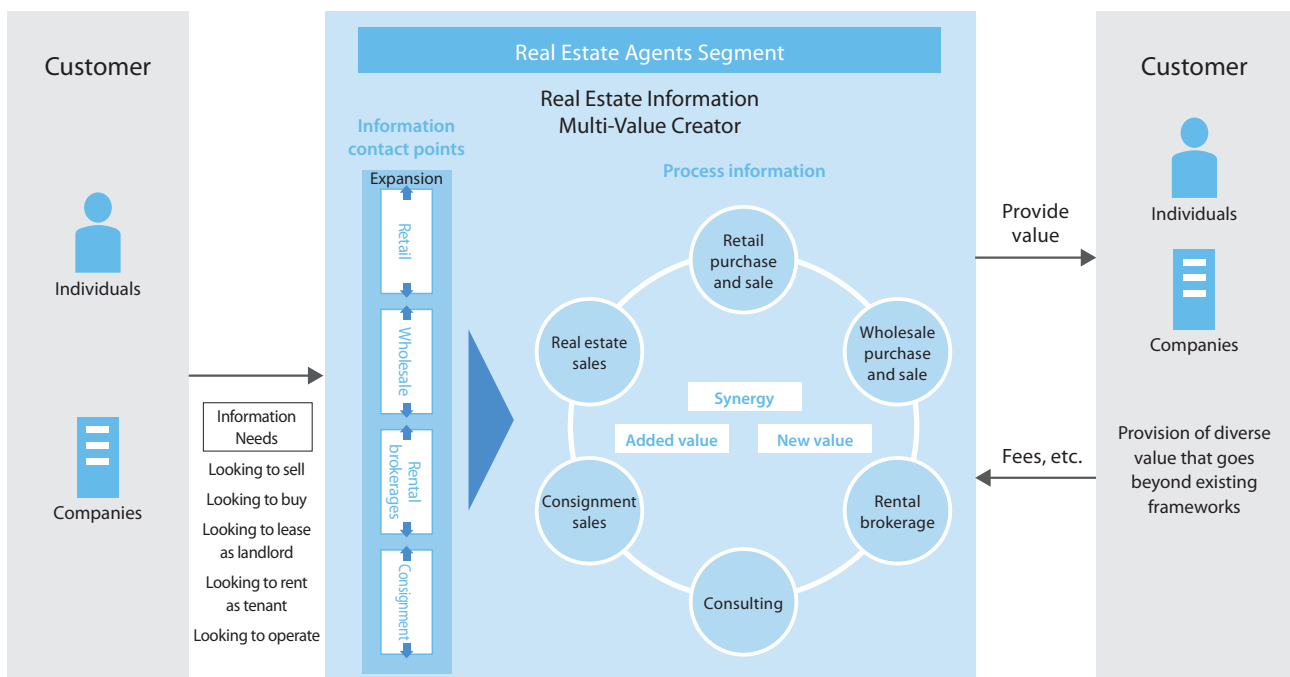 Customer
Individuals
Companies
Information
Needs
Looking to sell
Looking to buy
Looking to lease
as landlord
Looking to rent
as tenant
Looking to operate
Real Estate Agents Segment
Real Estate Information
Multi-Value Creator
Information
contact points
Expansion
Retail
Wholesale
Rental
brokerages
Consignment
Process information
Retail
purchase
and sale
Real estate
sales
Wholesale
purchase
and sale
Synergy
Added value
New value
Consignment
sales
Rental
brokerage
Consulting
Provide
value
Fees, etc.
Customer
Individuals
Companies
Provision of diverse
value that goes
beyond existing
frameworks